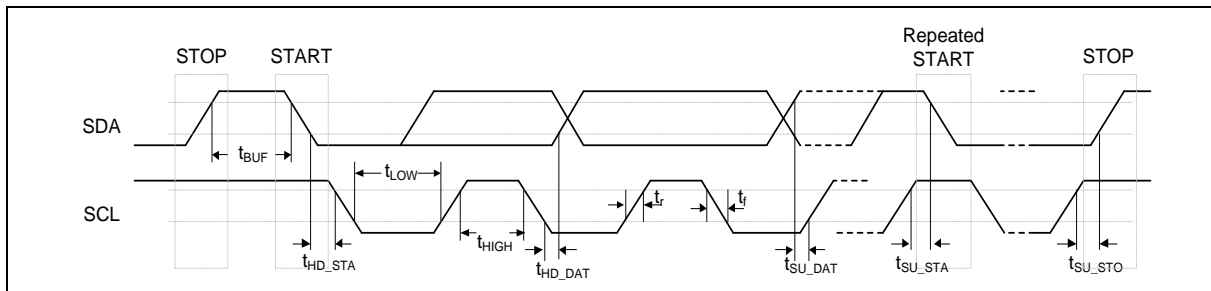 STOP
START
Repeated
START
STOP
SDA
tBUF
tLOW
SCL
tr
tf
tHIGH
tHD_STA
tHD_DAT
tSU_DAT
tSU_STA
tSU_STO